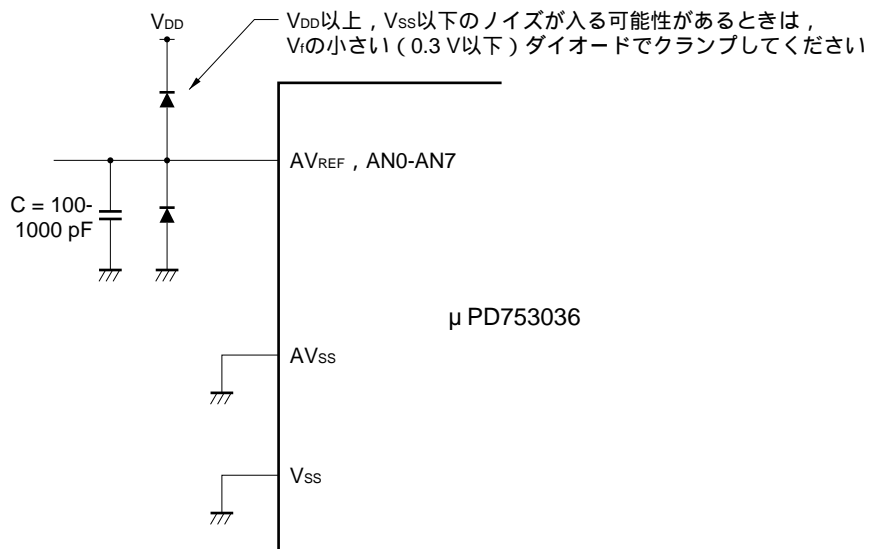 VDD
VDD以上，VSS以下のノイズが入る可能性があるときは，
Vfの小さい（0.3 V以下）ダイオードでクランプしてください
AVREF，AN0-AN7
C = 100-
1000 pF
μPD753036
AVSS
VSS